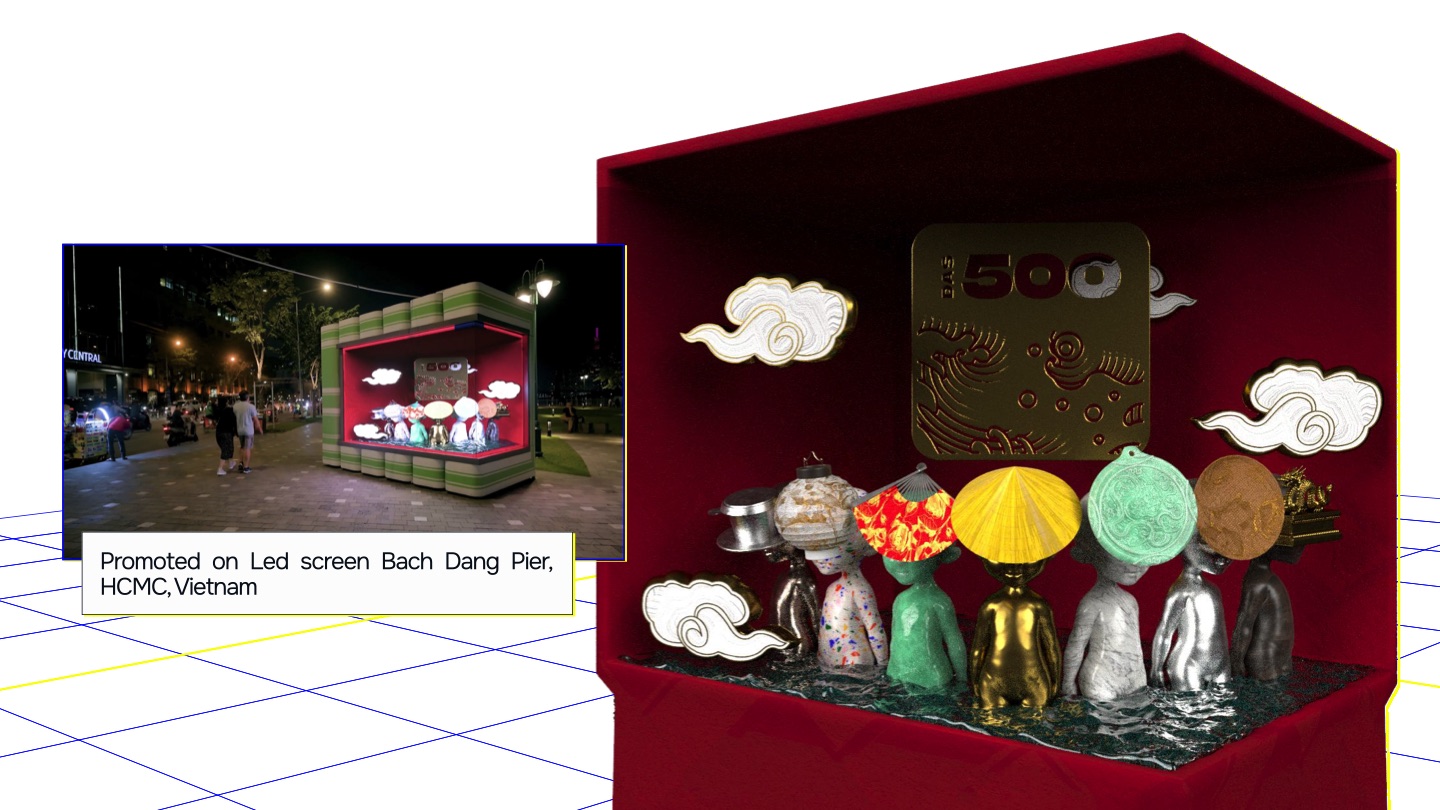 BAS 500
Y CENTRAL
Promoted on Led screen Bach Dang Pier,
HCMC, Vietnam